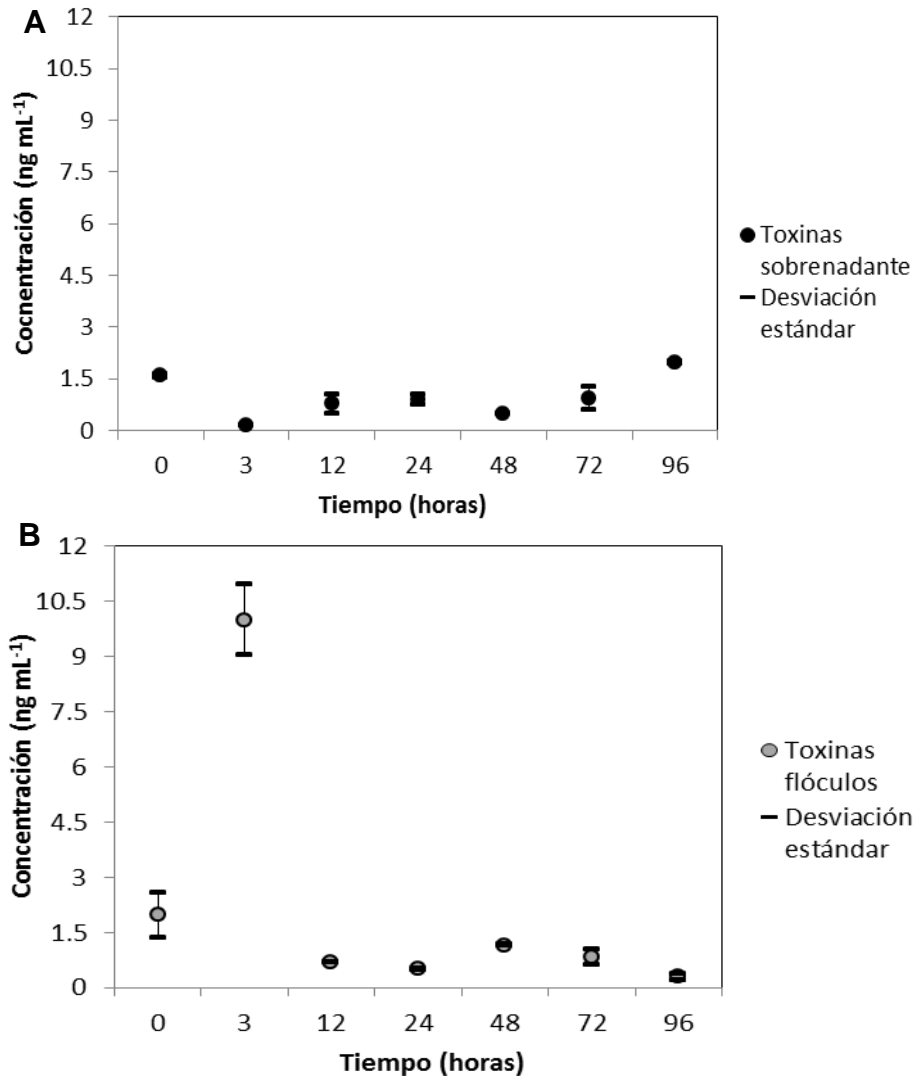 A
12
10.5
9
7.5
6
4.5
3
1.5
0
Cocnentración (ng mL-1)
0 3 12 24 48 72 96
Tiempo (horas)
Toxinas
sobrenadante
Desviación
estándar
B
12
10.5
9
7.5
6
4.5
3
1.5
0
Concentración (ng mL-1)
0 3 12 24 48 72 96
Tiempo (horas)
Toxinas
flóculos
Desviación
estándar